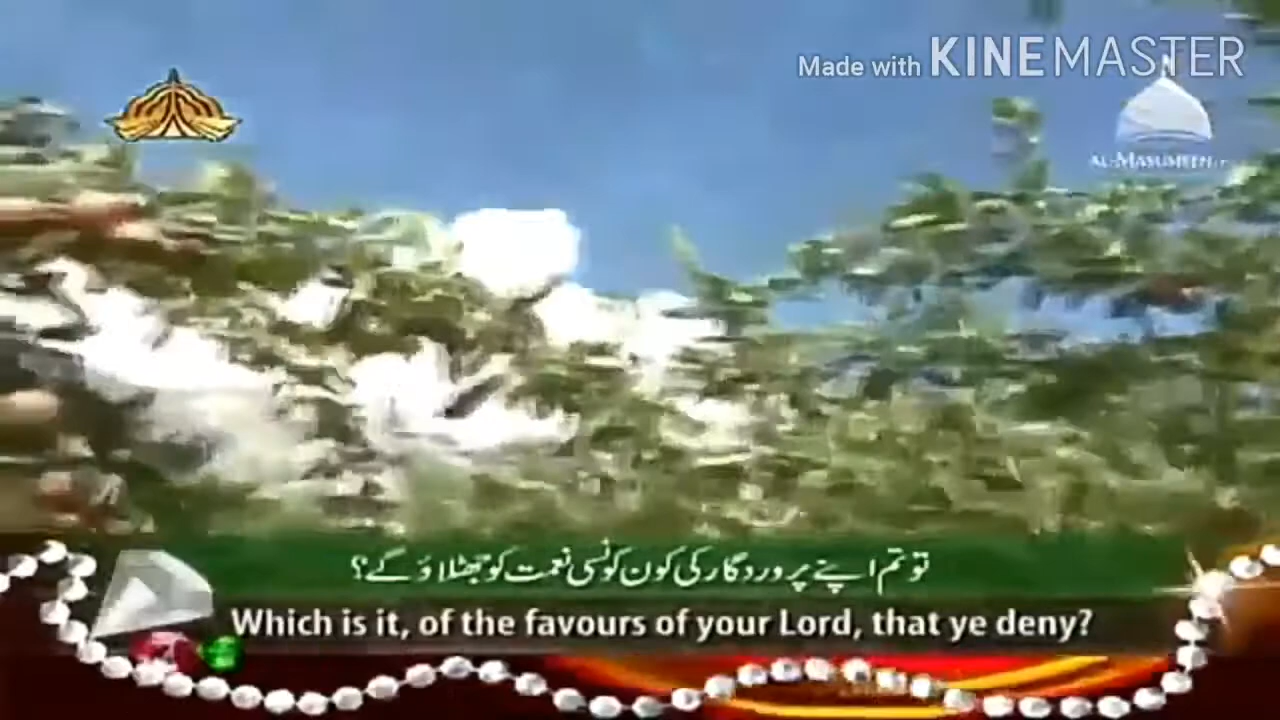 Made with KINEMASTER
AL-MASUMEEN
تو تم اپنے پروردگار کی کون کونسی نعمت کو جھٹلاؤ گے؟
Which is it, of the favours of your Lord, that ye deny?